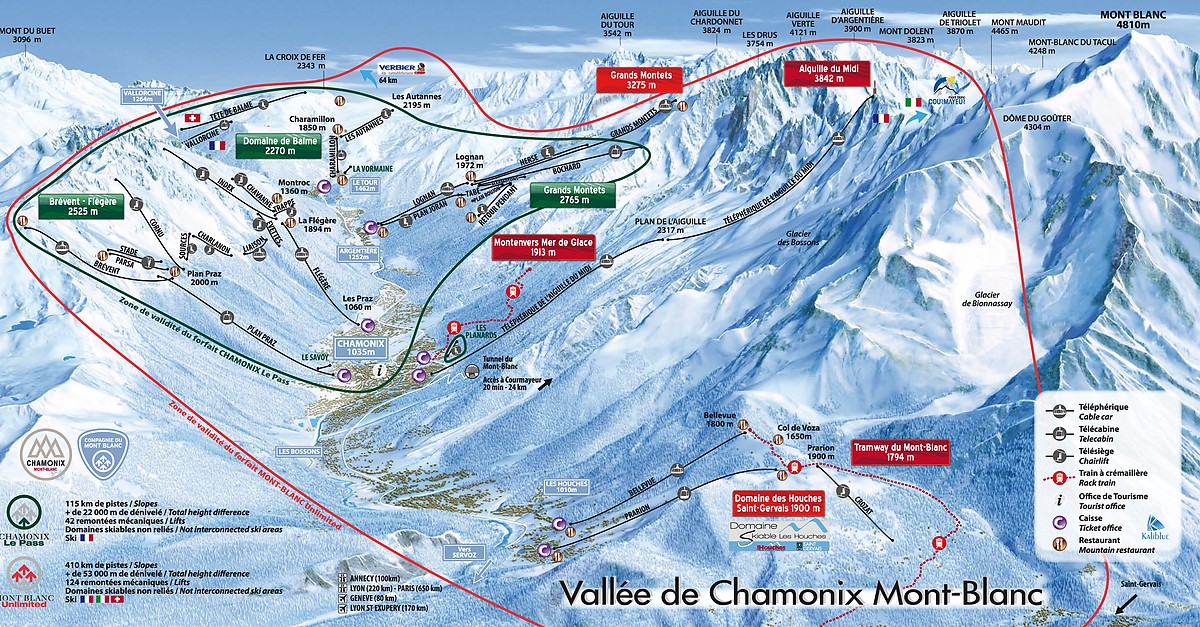 MONT DU BUET
3096 m
LA CROIX DE FER
2343 m
VERBIER
64 km
AIGUILLE
DU TOUR
3542 m
AIGUILLE DU
CHARDONNET
3824 m
LES DRUS
3754 m
AIGUILLE
VERTE
4121 m
AIGUILLE
D'ARGENTIÈRE
3900 m
MONT DOLENT
3823 m
AIGUILLE
DE TRIOLET
3870 m
MONT MAUDIT
4465 m
MONT-BLANC DU TACUL
4248 m
MONT BLANC
4810m
DÔME DU GOÛTER
4304 m
COURMAYEUR
Grands Montets
3275 m
Aiguille du Midi
3842 m
VALLORCINE
1264m
TÊTE DE BALME
VALLORCINE
Les Autannes
2195 m
Charamillon
1850 m
LES AUTANNES
CHARAMILLON
Domaine de Balme
2270 m
LA VORMAINE
LE TOUR
1462m
Montroc
1360 m
Lognan
1972 m
GRANDS MONTETS
HERSE
BOCHARD
LOGNAN
TABE
PLAN JORAN
RETOUR PENDANT
Grands Montets
2765 m
ARGENTIÈRE
1252m
Brévent - Flégère
2525 m
INDEX
CHAVANNE
TRAPPE
La Flégère
1894 m
EVETTES
FLÉGÈRE
CORNU
SOURCES
CHARLANON
LIAISON
STADE
PARSA
BRÉVENT
Plan Praz
2000 m
PLAN PRAZ
Les Praz
1060 m
CHAMONIX
1035m
LE SAVOY
i
LES
PLANARDS
Montenvers Mer de Glace
1913 m
PLAN DE L'AIGUILLE
2317 m
TÉLÉPHÉRIQUE DE L'AIGUILLE DU MIDI
TÉLÉPHÉRIQUE DE L'AIGUILLE DU MIDI
Glacier
des Bossons
Glacier
de Bionnassay
Tunnel du
Mont-Blanc
Accès à Courmayeur
20 min - 24 km
Zone de validité du forfait CHAMONIX Le Pass
Zone de validité du forfait MONT-BLANC Unlimited
LES BOSSONS
LES HOUCHES
1010m
Vers
SERVOZ
Bellevue
1800 m
Col de Voza
1650m
Prarion
1900 m
BELLEVUE
PRARION
CROZAT
Tramway du Mont-Blanc
1794 m
Domaine des Houches
Saint-Gervais 1900 m
Domaine
Skiable Les Houches
CHAMONIX
MONT-BLANC
COMPAGNIE DU
MONT BLANC
CHAMONIX
Le Pass
115 km de pistes / Slopes
+ de 22 000 m de dénivelé / Total height difference
42 remontées mécaniques / Lifts
Domaines skiables non reliés / Not interconnected ski areas
Ski
MONT BLANC
Unlimited
410 km de pistes / Slopes
+ de 53 000 m de dénivelé / Total height difference
124 remontées mécaniques / Lifts
Domaines skiables non reliés / Not interconnected ski areas
Ski
ANNECY (100km)
LYON (220 km) - PARIS (650 km)
GENEVE (80 km)
LYON ST-EXUPERY (170 km)
Téléphérique
Cable car
Télécabine
Telecabin
Télésiège
Chairlift
Train à crémaillère
Rack train
i
Office de Tourisme
Tourist office
Caisse
Ticket office
Restaurant
Mountain restaurant
Kaliblue
Saint-Gervais
Vallée de Chamonix Mont-Blanc